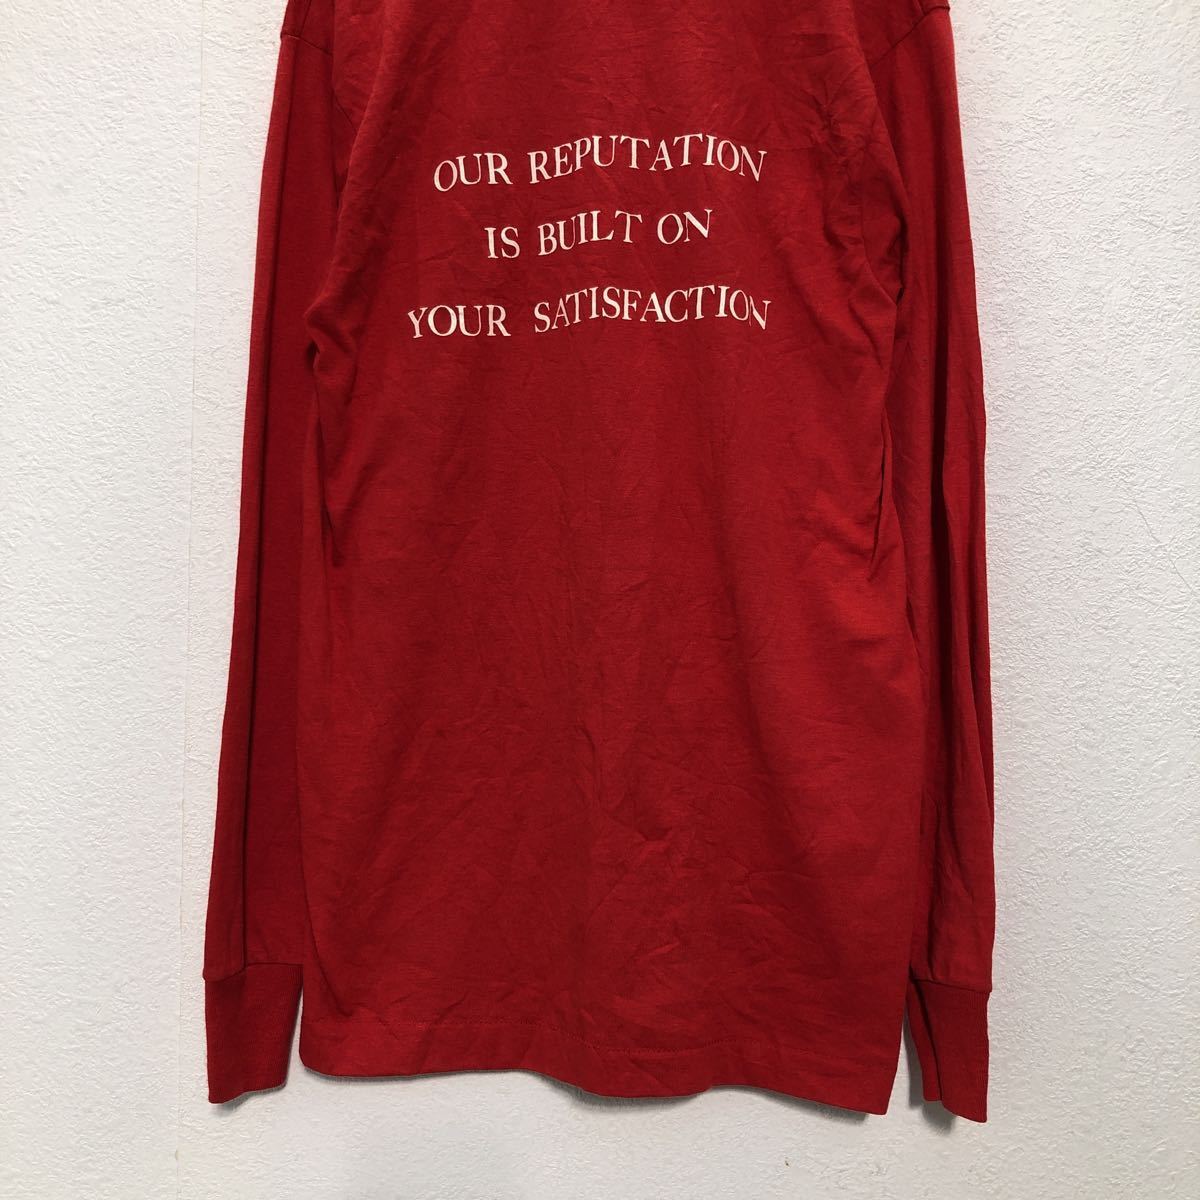 OUR REPUTATION
IS BUILT ON
YOUR SATISFACTION